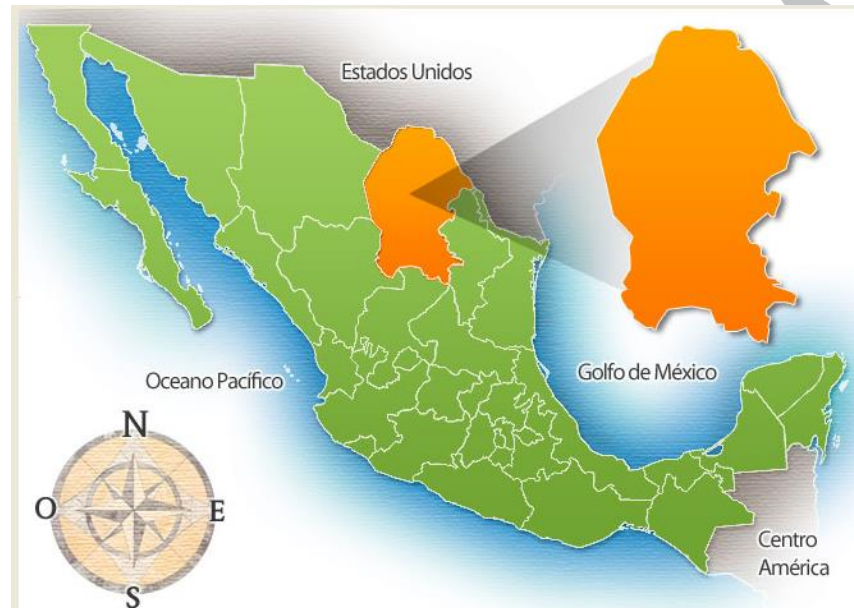 Estados Unidos
Oceano Pacífico
Golfo de México
N
O
E
S
Centro
América